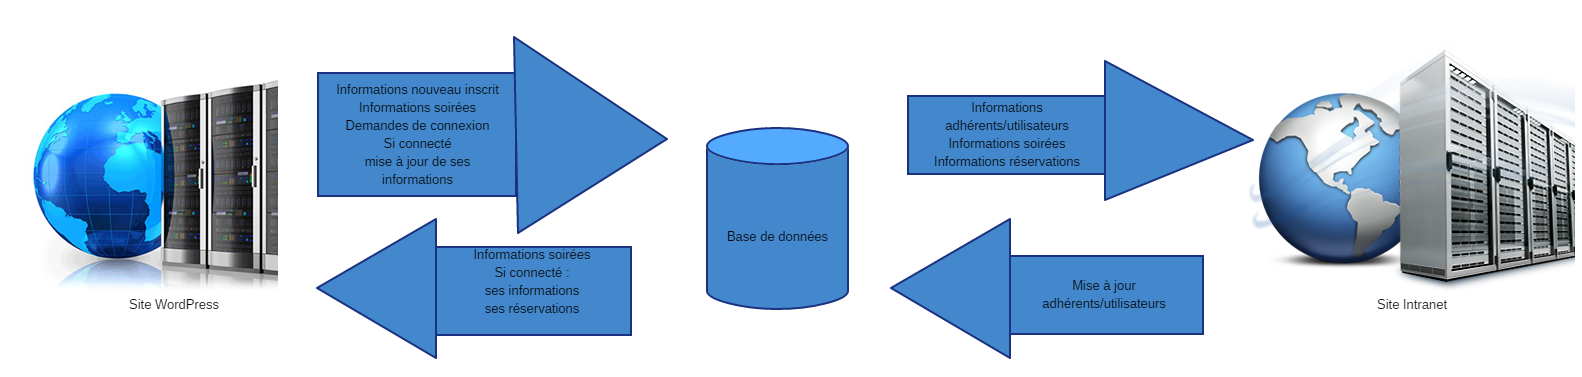 Informations nouveau inscrit
Informations soirées
Demandes de connexion
Si connecté
mise à jour de ses
informations
Informations
adhérents/utilisateurs
Informations soirées
Informations réservations
Base de données
Informations soirées
Si connecté :
ses informations
ses réservations
Mise à jour
adhérents/utilisateurs
Site WordPress
Site Intranet